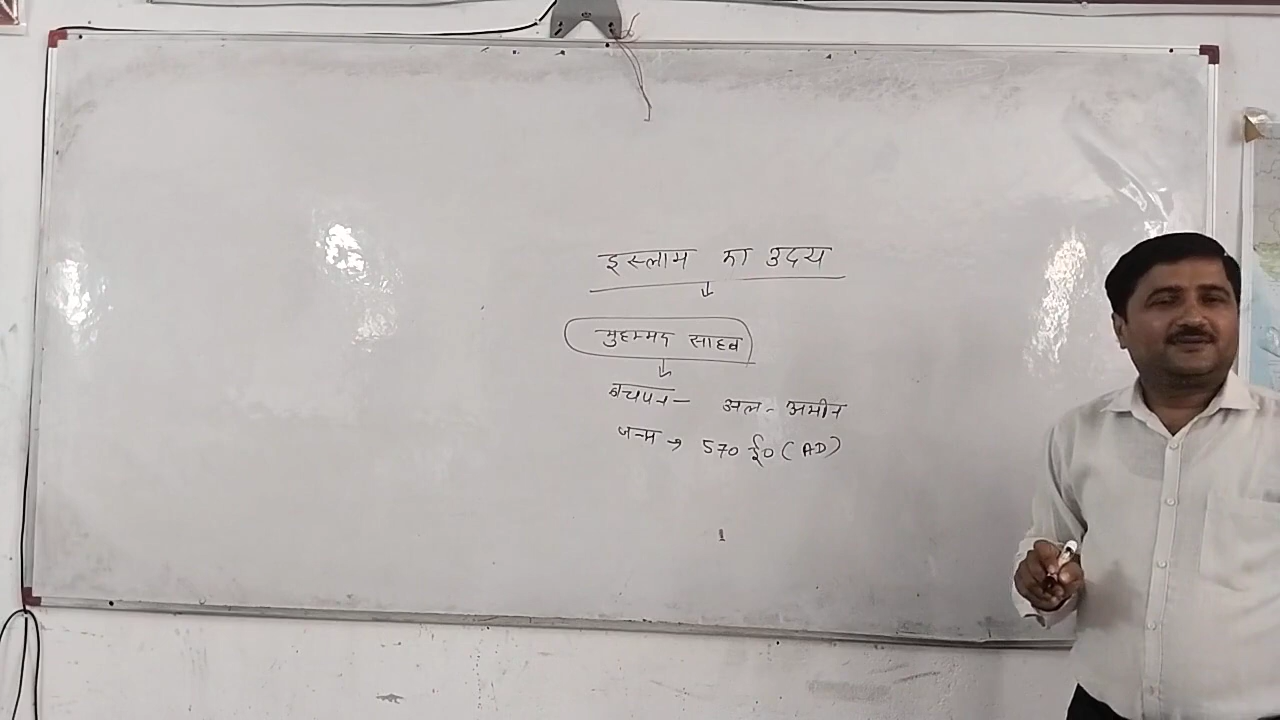 इस्लाम का उदय
मुहम्मद साहब
बचपन - अल - अमीन
जन्म → 570 ई० (AD)